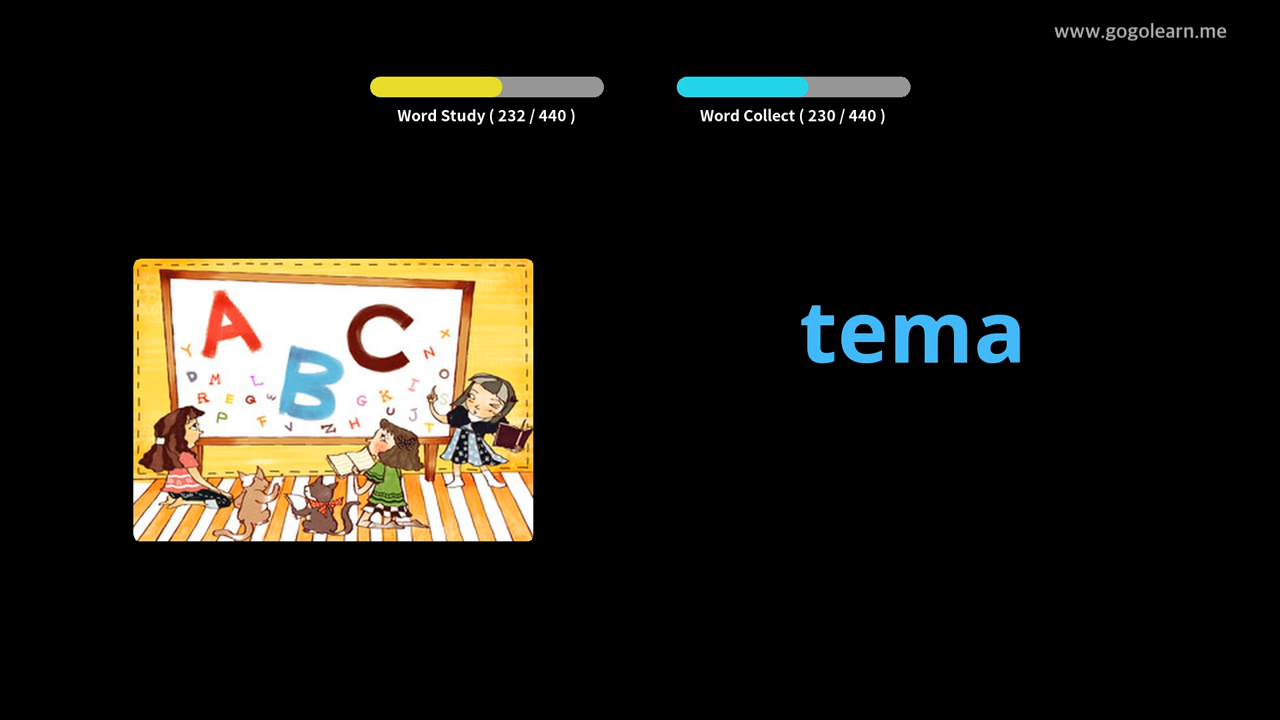 www.gogolearn.me
Word Study ( 232 / 440 )
Word Collect ( 230 / 440 )
tema
A
B
C
X
Y
N
D M L O
R E Q W G K I S
P F V Z H U J T